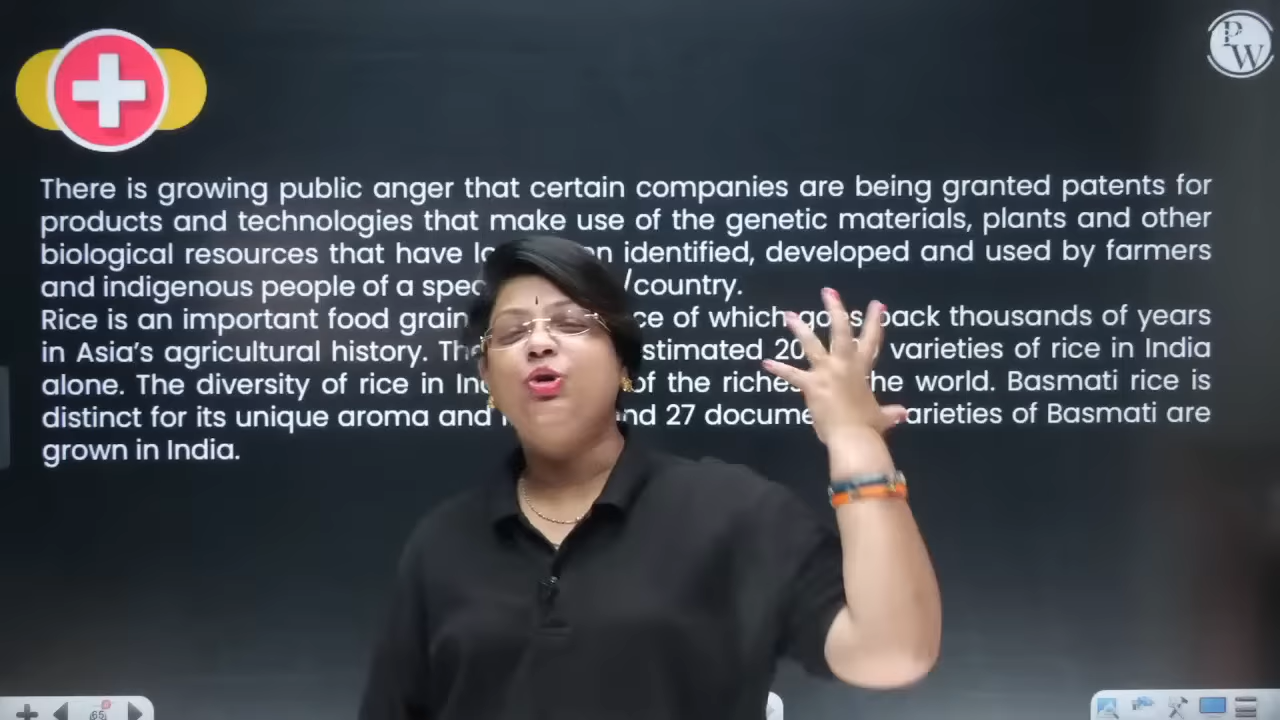 PW
There is growing public anger that certain companies are being granted patents for
products and technologies that make use of the genetic materials, plants and other
biological resources that have identified, developed and used by farmers
and indigenous people of a /country.
Rice is an important food grain of which goes back thousands of years
in Asia's agricultural history. varieties of rice in India
alone. The diversity of rice in of the the world. Basmati rice is
distinct for its unique aroma and 27 varieties of Basmati are
grown in India.
65